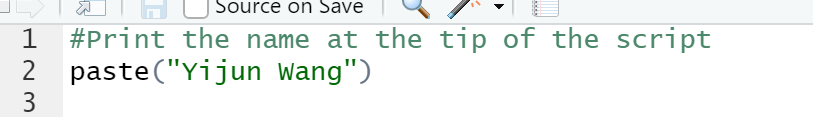 Source on Save
1 #Print the name at the tip of the script
2 paste("Yijun Wang")
3